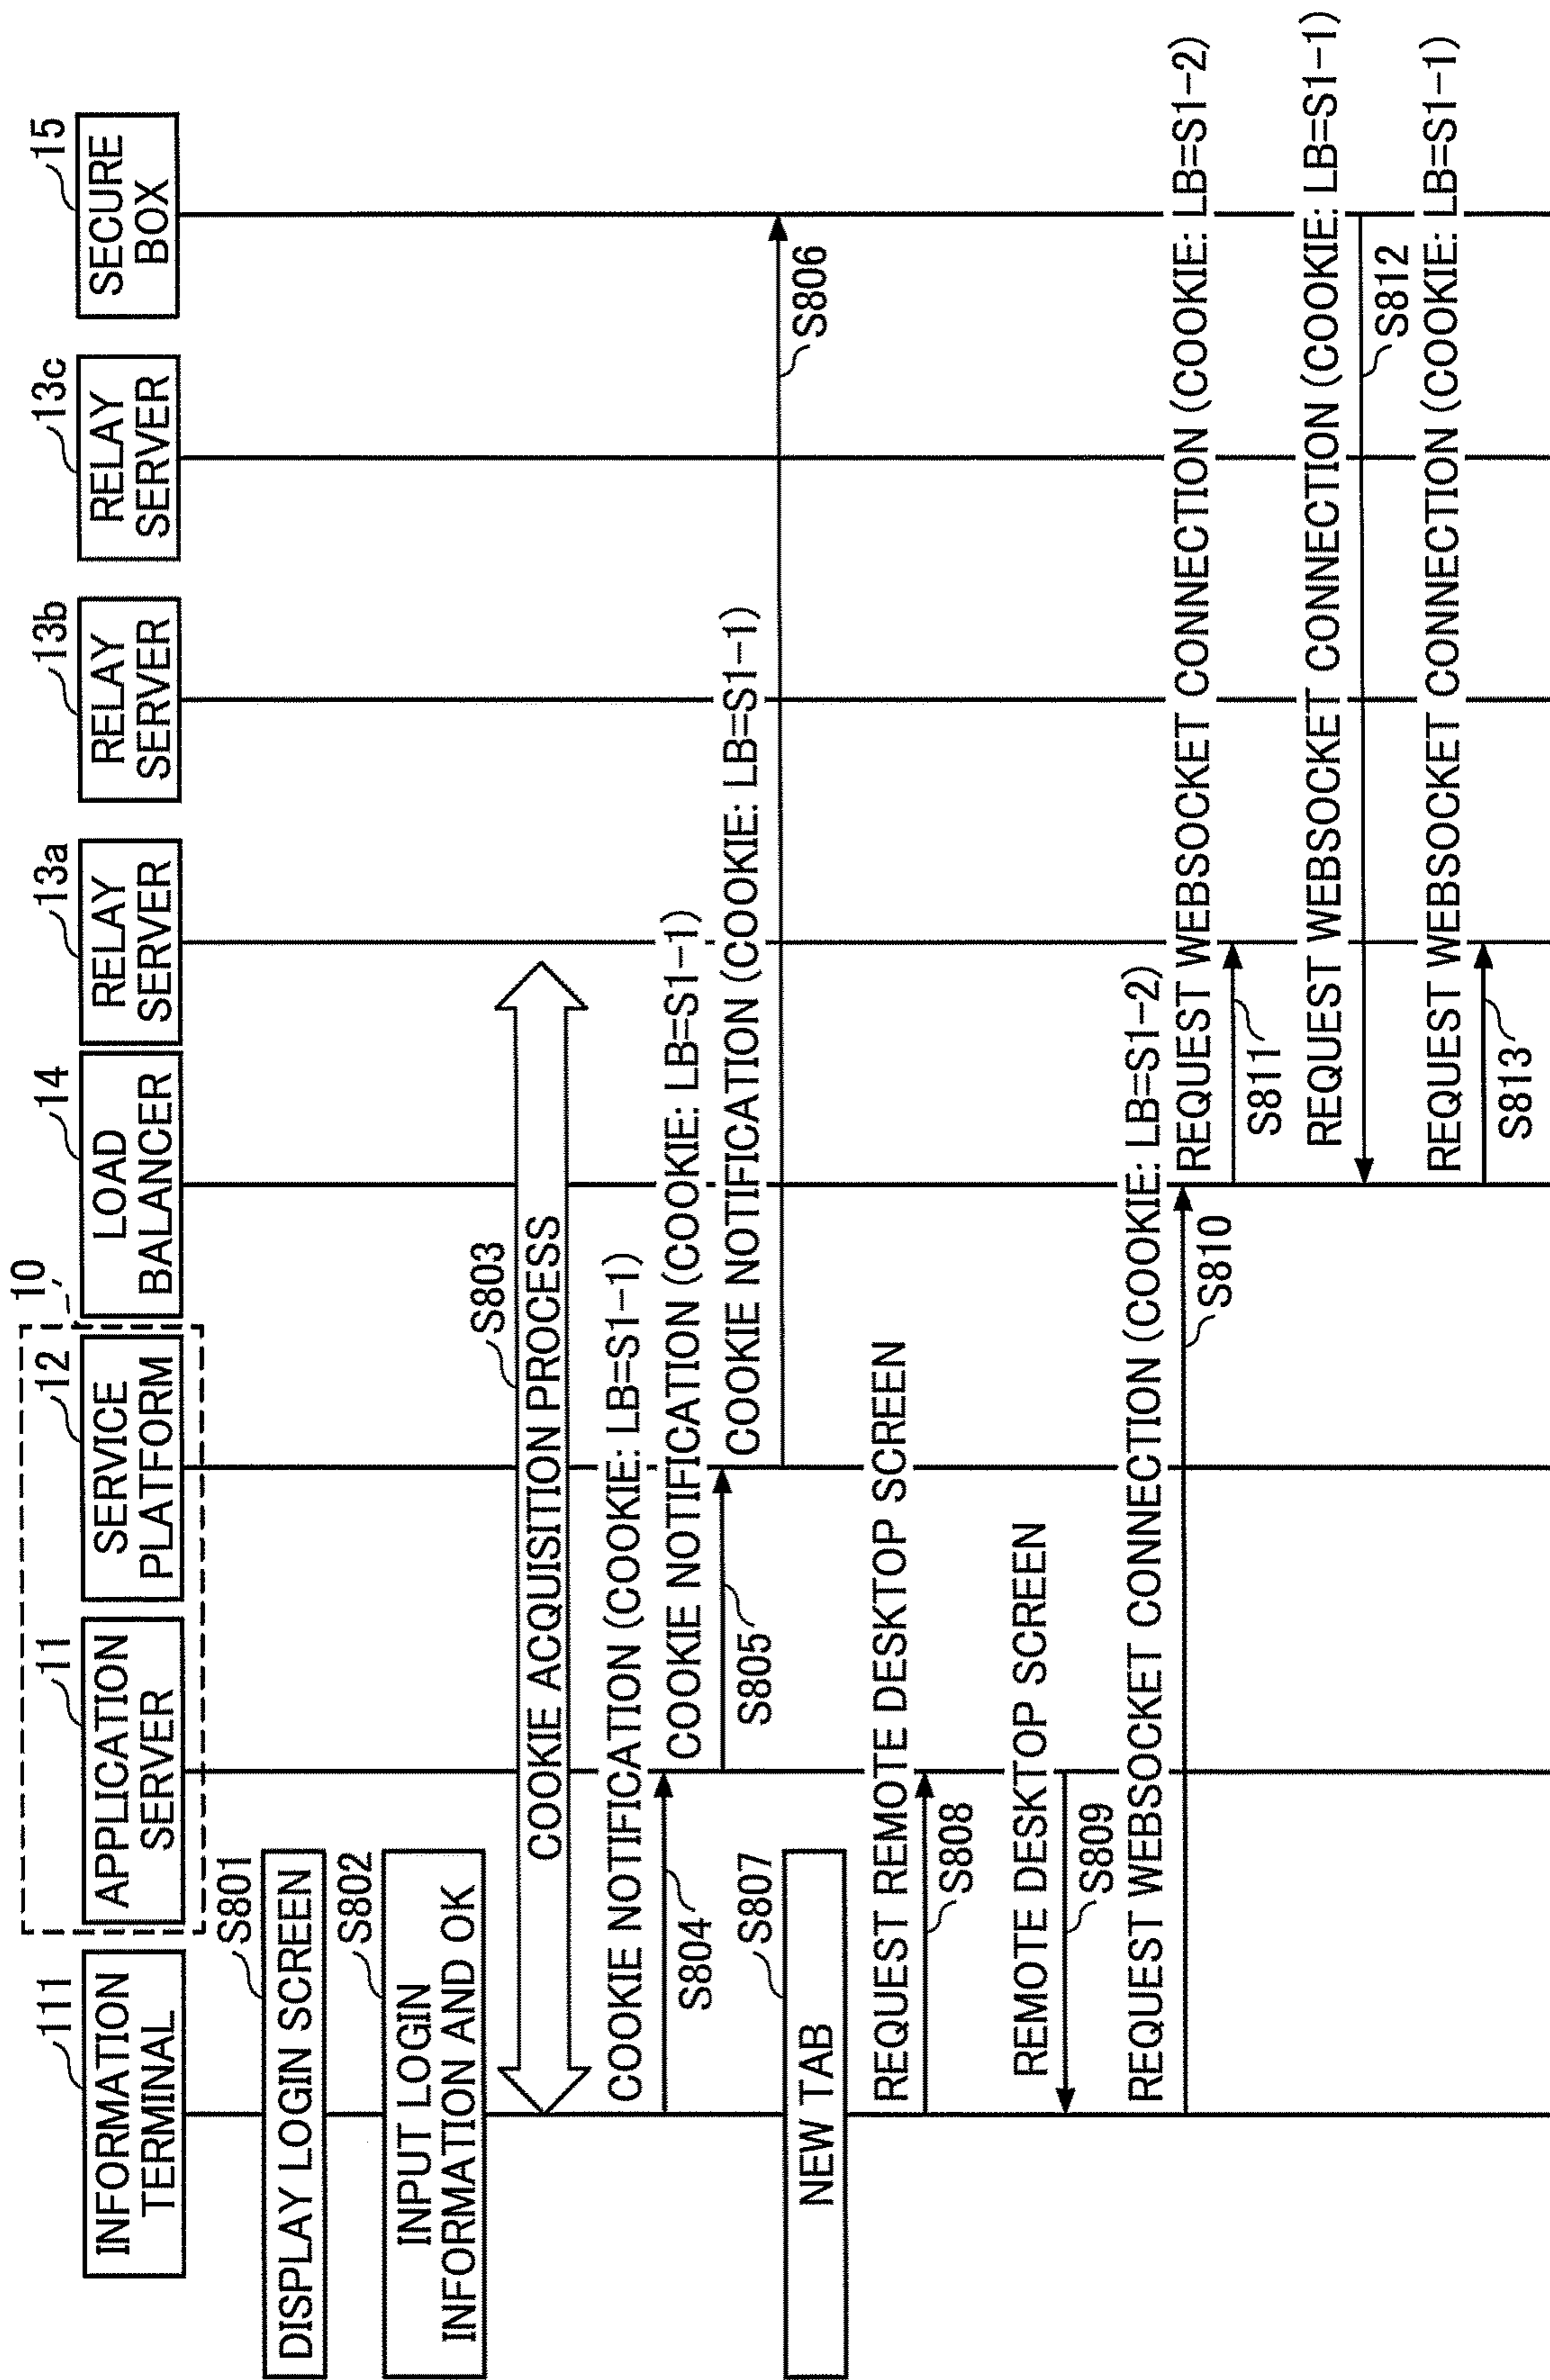 10
111
11
12
14
13a
13b
13c
15
INFORMATION
TERMINAL
APPLICATION
SERVER
SERVICE
PLATFORM
LOAD
BALANCER
RELAY
SERVER
RELAY
SERVER
RELAY
SERVER
SECURE
BOX
S801
DISPLAY LOGIN SCREEN
S802
INPUT LOGIN
INFORMATION AND OK
S803
COOKIE ACQUISITION PROCESS
COOKIE NOTIFICATION (COOKIE: LB=S1-1)
S804
COOKIE NOTIFICATION (COOKIE: LB=S1-1)
S805
COOKIE NOTIFICATION (COOKIE: LB=S1-1)
S806
S807
NEW TAB
REQUEST REMOTE DESKTOP SCREEN
S808
REMOTE DESKTOP SCREEN
S809
REQUEST WEBSOCKET CONNECTION (COOKIE: LB=S1-2)
S810
REQUEST WEBSOCKET CONNECTION (COOKIE: LB=S1-2)
S811
REQUEST WEBSOCKET CONNECTION (COOKIE: LB=S1-1)
S812
REQUEST WEBSOCKET CONNECTION (COOKIE: LB=S1-1)
S813